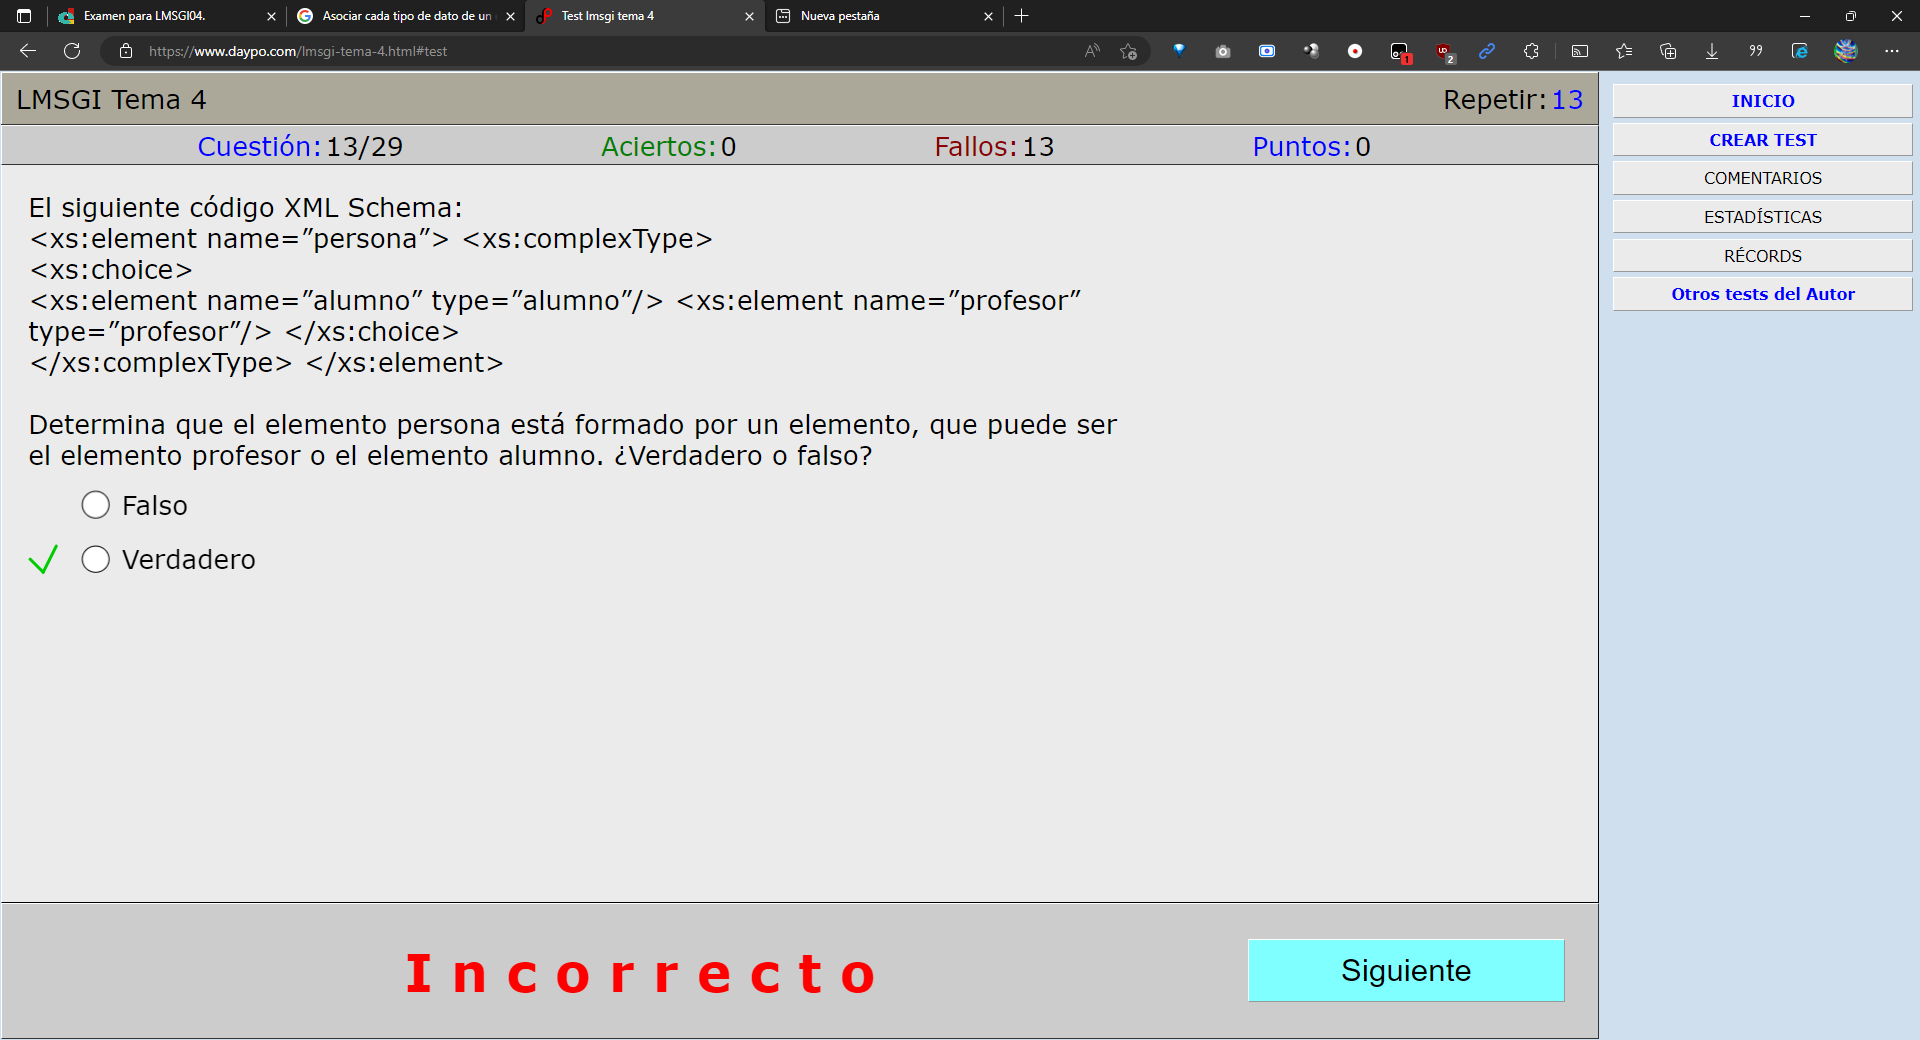 Examen para LMSGI04.
Asociar cada tipo de dato de un
Test lmsgi tema 4
Nueva pestaña
https://www.daypo.com/lmsgi-tema-4.html#test
1
2
LMSGI Tema 4
Repetir:13
Cuestión:13/29
Aciertos:0
Fallos:13
Puntos:0
El siguiente código XML Schema:
<xs:element name=”persona”> <xs:complexType>
<xs:choice>
<xs:element name=”alumno” type=”alumno”/> <xs:element name=”profesor”
type=”profesor”/> </xs:choice>
</xs:complexType> </xs:element>
Determina que el elemento persona está formado por un elemento, que puede ser
el elemento profesor o el elemento alumno. ¿Verdadero o falso?
Falso
Verdadero
Incorrecto
Siguiente
INICIO
CREAR TEST
COMENTARIOS
ESTADÍSTICAS
RÉCORDS
Otros tests del Autor